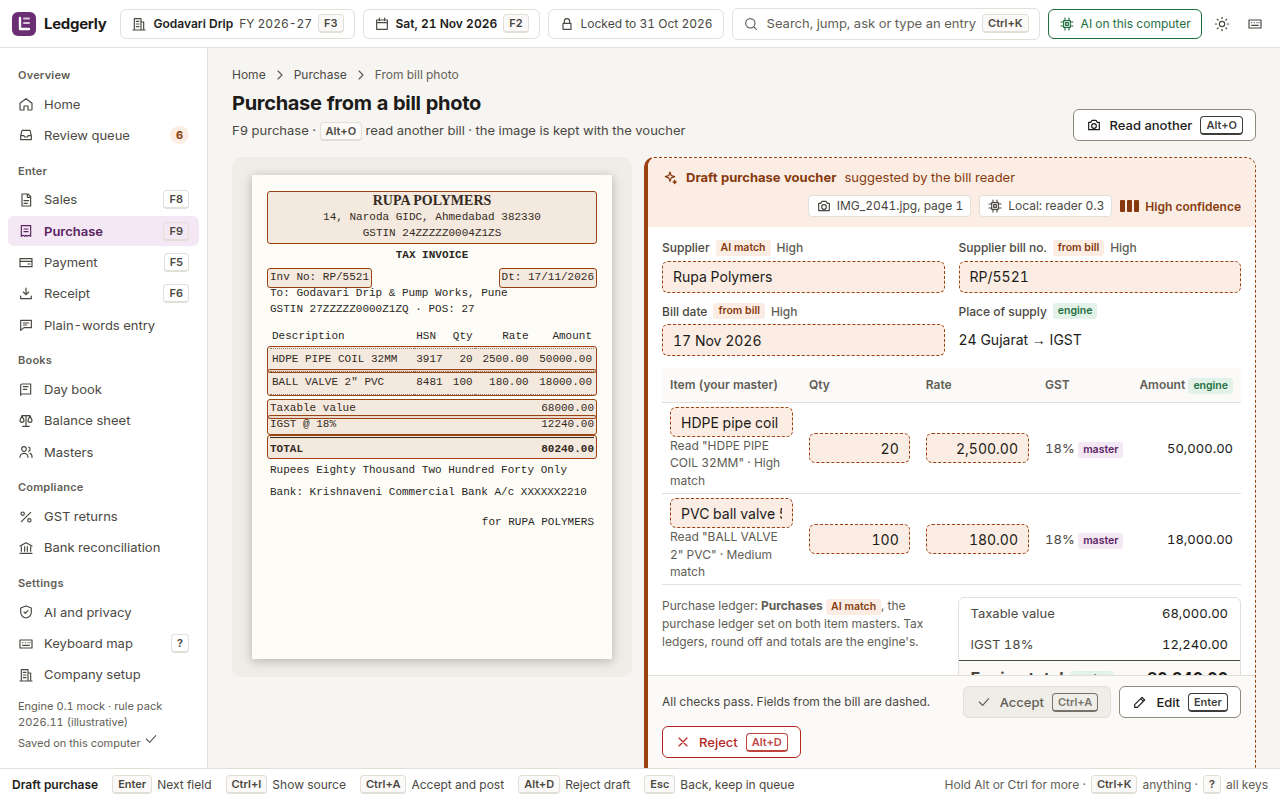 Ledgerly
Godavari Drip FY 2026-27 F3
Sat, 21 Nov 2026 F2
Locked to 31 Oct 2026
Search, jump, ask or type an entry Ctrl+K
AI on this computer
Overview
Home
Review queue 6
Enter
Sales F8
Purchase F9
Payment F5
Receipt F6
Plain-words entry
Books
Day book
Balance sheet
Masters
Compliance
GST returns
Bank reconciliation
Settings
AI and privacy
Keyboard map ?
Company setup
Engine 0.1 mock · rule pack
2026.11 (illustrative)
Saved on this computer
Home > Purchase > From bill photo
Purchase from a bill photo
F9 purchase · Alt+O read another bill · the image is kept with the voucher
Read another Alt+O
RUPA POLYMERS
14, Naroda GIDC, Ahmedabad 382330
GSTIN 24ZZZZZ0004Z1ZS
TAX INVOICE
Inv No: RP/5521 Dt: 17/11/2026
To: Godavari Drip & Pump Works, Pune
GSTIN 27ZZZZZ0000Z1ZQ · POS: 27
Description HSN Qty Rate Amount
HDPE PIPE COIL 32MM 3917 20 2500.00 50000.00
BALL VALVE 2" PVC 8481 100 180.00 18000.00
Taxable value 68000.00
IGST @ 18% 12240.00
TOTAL 80240.00
Rupees Eighty Thousand Two Hundred Forty Only
Bank: Krishnaveni Commercial Bank A/c XXXXXX2210
for RUPA POLYMERS
Draft purchase voucher suggested by the bill reader
IMG_2041.jpg, page 1
Local: reader 0.3
High confidence
Supplier AI match High
Rupa Polymers
Supplier bill no. from bill High
RP/5521
Bill date from bill High
17 Nov 2026
Place of supply engine
24 Gujarat → IGST
Item (your master) Qty Rate GST Amount engine
HDPE pipe coil 20 2,500.00 18% master 50,000.00
Read "HDPE PIPE
COIL 32MM" · High
match
PVC ball valve 100 180.00 18% master 18,000.00
Read "BALL VALVE
2" PVC" · Medium
match
Purchase ledger: Purchases AI match, the
purchase ledger set on both item masters. Tax
ledgers, round off and totals are the engine's.
Taxable value 68,000.00
IGST 18% 12,240.00
All checks pass. Fields from the bill are dashed.
Accept Ctrl+A
Edit Enter
Reject Alt+D
Draft purchase Enter Next field Ctrl+I Show source Ctrl+A Accept and post Alt+D Reject draft Esc Back, keep in queue
Hold Alt or Ctrl for more · Ctrl+K anything · ? all keys